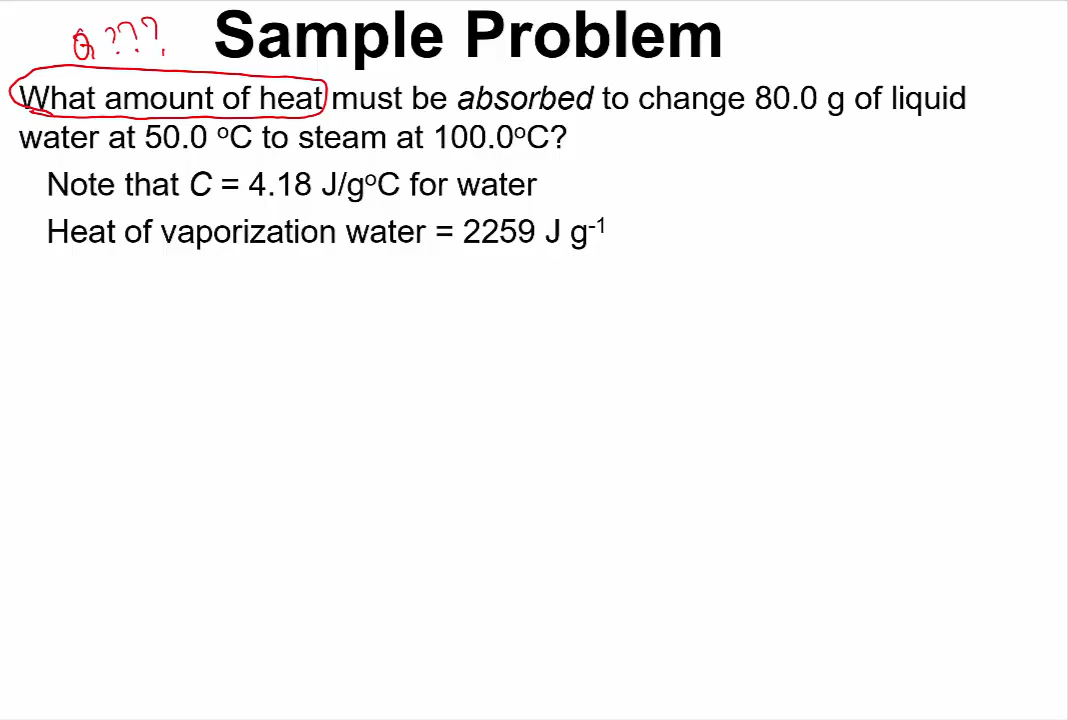 Q ???
Sample Problem
What amount of heat must be absorbed to change 80.0 g of liquid
water at 50.0 ºC to steam at 100.0ºC?
Note that C = 4.18 J/gºC for water
Heat of vaporization water = 2259 J g⁻¹